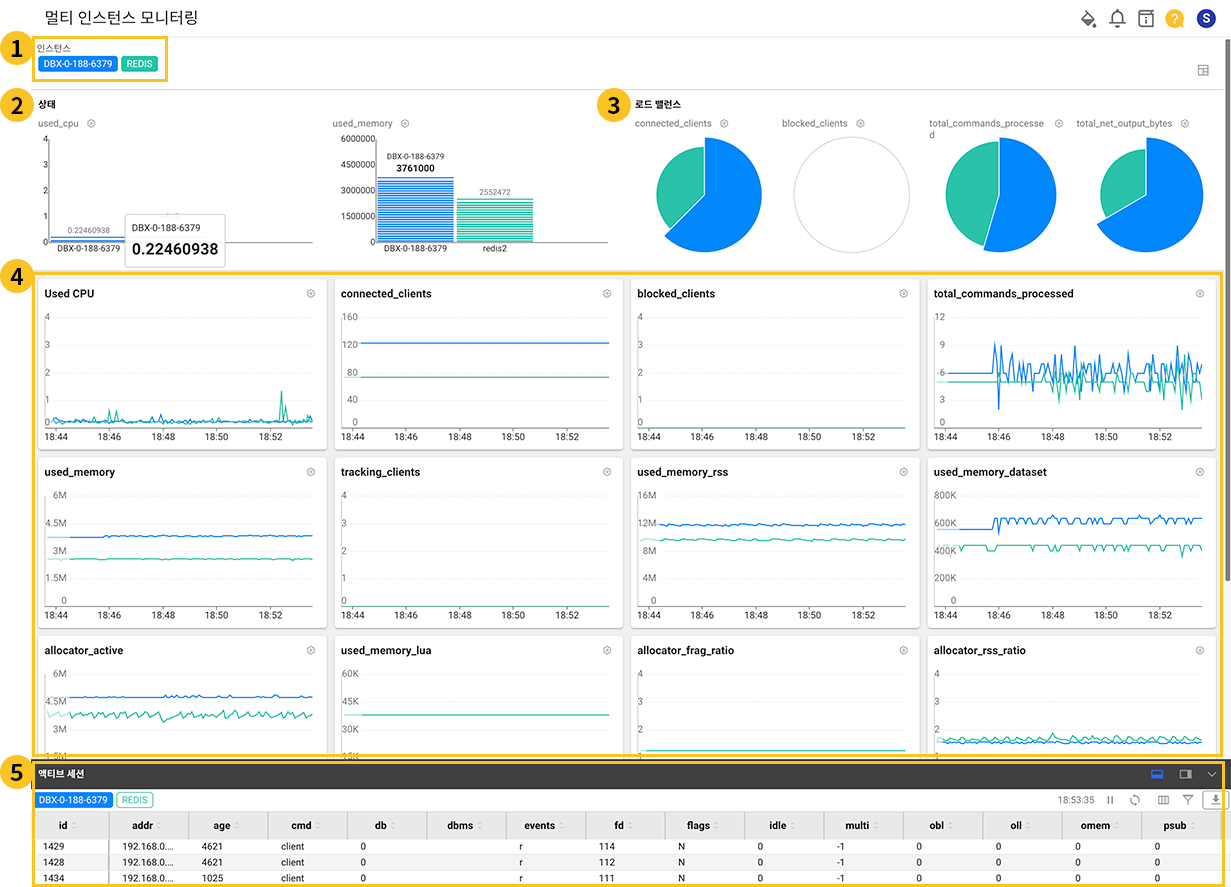 멀티 인스턴스 모니터링
?
S
1
인스턴스
DBX-0-188-6379 REDIS
2
상태
3
로드 밸런스
used_cpu
4
3
2
1
0
0.22460938
DBX-0-188-6379
DBX-0-188-6379
0.22460938
used_memory
6000000
4500000
3000000
1500000
0
DBX-0-188-6379
3761000
2552472
DBX-0-188-6379 redis2
connected_clients
blocked_clients
total_commands_processe
d
total_net_output_bytes
4
Used CPU
4
3
2
1
0
18:44 18:46 18:48 18:50 18:52
connected_clients
160
120
80
40
0
18:44 18:46 18:48 18:50 18:52
blocked_clients
4
3
2
1
0
18:44 18:46 18:48 18:50 18:52
total_commands_processed
12
9
6
3
0
18:44 18:46 18:48 18:50 18:52
used_memory
6M
4.5M
3M
1.5M
0
18:44 18:46 18:48 18:50 18:52
tracking_clients
4
3
2
1
0
18:44 18:46 18:48 18:50 18:52
used_memory_rss
16M
12M
8M
4M
0
18:44 18:46 18:48 18:50 18:52
used_memory_dataset
800K
600K
400K
200K
0
18:44 18:46 18:48 18:50 18:52
allocator_active
6M
4.5M
3M
1.5M
used_memory_lua
60K
45K
30K
15K
allocator_frag_ratio
4
3
2
1
allocator_rss_ratio
4
3
2
1
5
액티브 세션
DBX-0-188-6379 REDIS
18:53:35
id addr age cmd db dbms events fd flags idle multi obl oll omem psub
1429 192.168.0.... 4621 client 0 r 114 N 0 -1 0 0 0 0
1428 192.168.0.... 4621 client 0 r 112 N 0 -1 0 0 0 0
1434 192.168.0.... 1025 client 0 r 111 N 0 -1 0 0 0 0